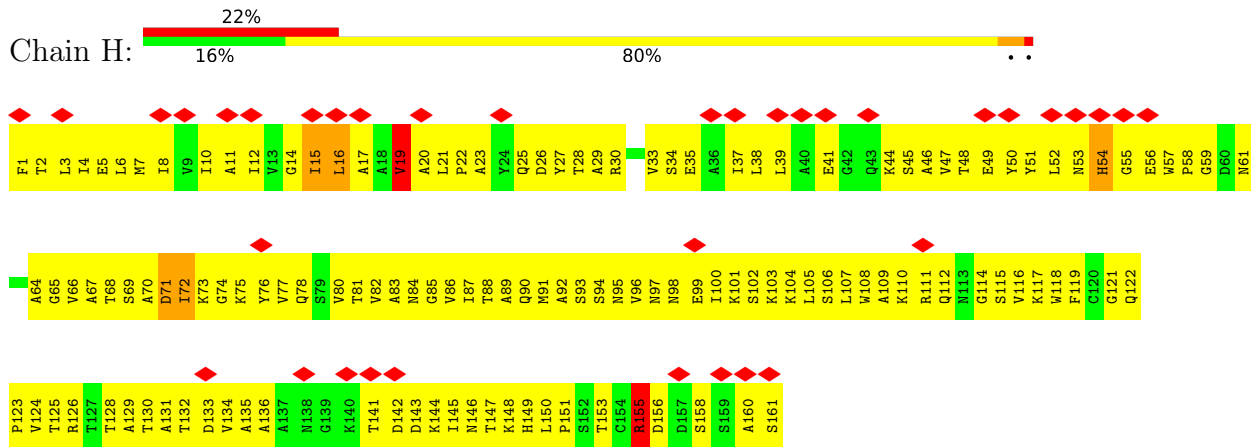 22%
Chain H:
16% 80% • •
F1 T2 L3 I4 E5 L6 M7 I8 V9 I10 A11 I12 V13 G14 I15 L16 A17 A18 V19 A20 L21 P22 A23 Y24 Q25 D26 Y27 T28 A29 R30 V33 S34 E35 A36 I37 L38 L39 A40 E41 G42 Q43 K44 S45 A46 V47 T48 E49 Y50 Y51 L52 N53 H54 G55 E56 W57 P58 G59 D60 N61
A64 G65 V66 A67 T68 S69 A70 D71 I72 K73 G74 K75 Y76 V77 Q78 S79 V80 T81 V82 A83 N84 G85 V86 I87 T88 A89 Q90 M91 A92 S93 S94 N95 V96 N97 N98 E99 I100 K101 S102 K103 K104 L105 S106 L107 W108 A109 K110 R111 Q112 N113 G114 S115 V116 K117 W118 F119 C120 G121 Q122
P123 V124 T125 R126 T127 T128 A129 T130 A131 T132 D133 V134 A135 A136 A137 N138 G139 K140 T141 D142 D143 K144 I145 N146 T147 K148 H149 L150 P151 S152 T153 C154 R155 D156 D157 S158 S159 A160 S161